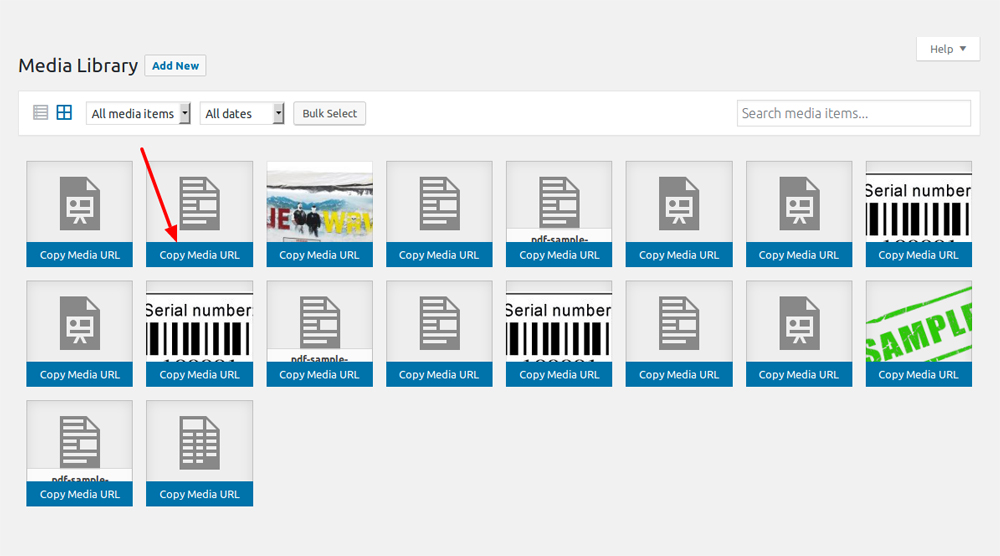 Help
Media Library Add New
All media items All dates Bulk Select Search media items...
Serial number
pdf-sample-
Copy Media URL Copy Media URL Copy Media URL Copy Media URL Copy Media URL Copy Media URL Copy Media URL Copy Media URL
Serial number Serial number SAMPLE
pdf-sample-
Copy Media URL Copy Media URL Copy Media URL Copy Media URL Copy Media URL Copy Media URL Copy Media URL Copy Media URL
pdf-sample-
Copy Media URL Copy Media URL